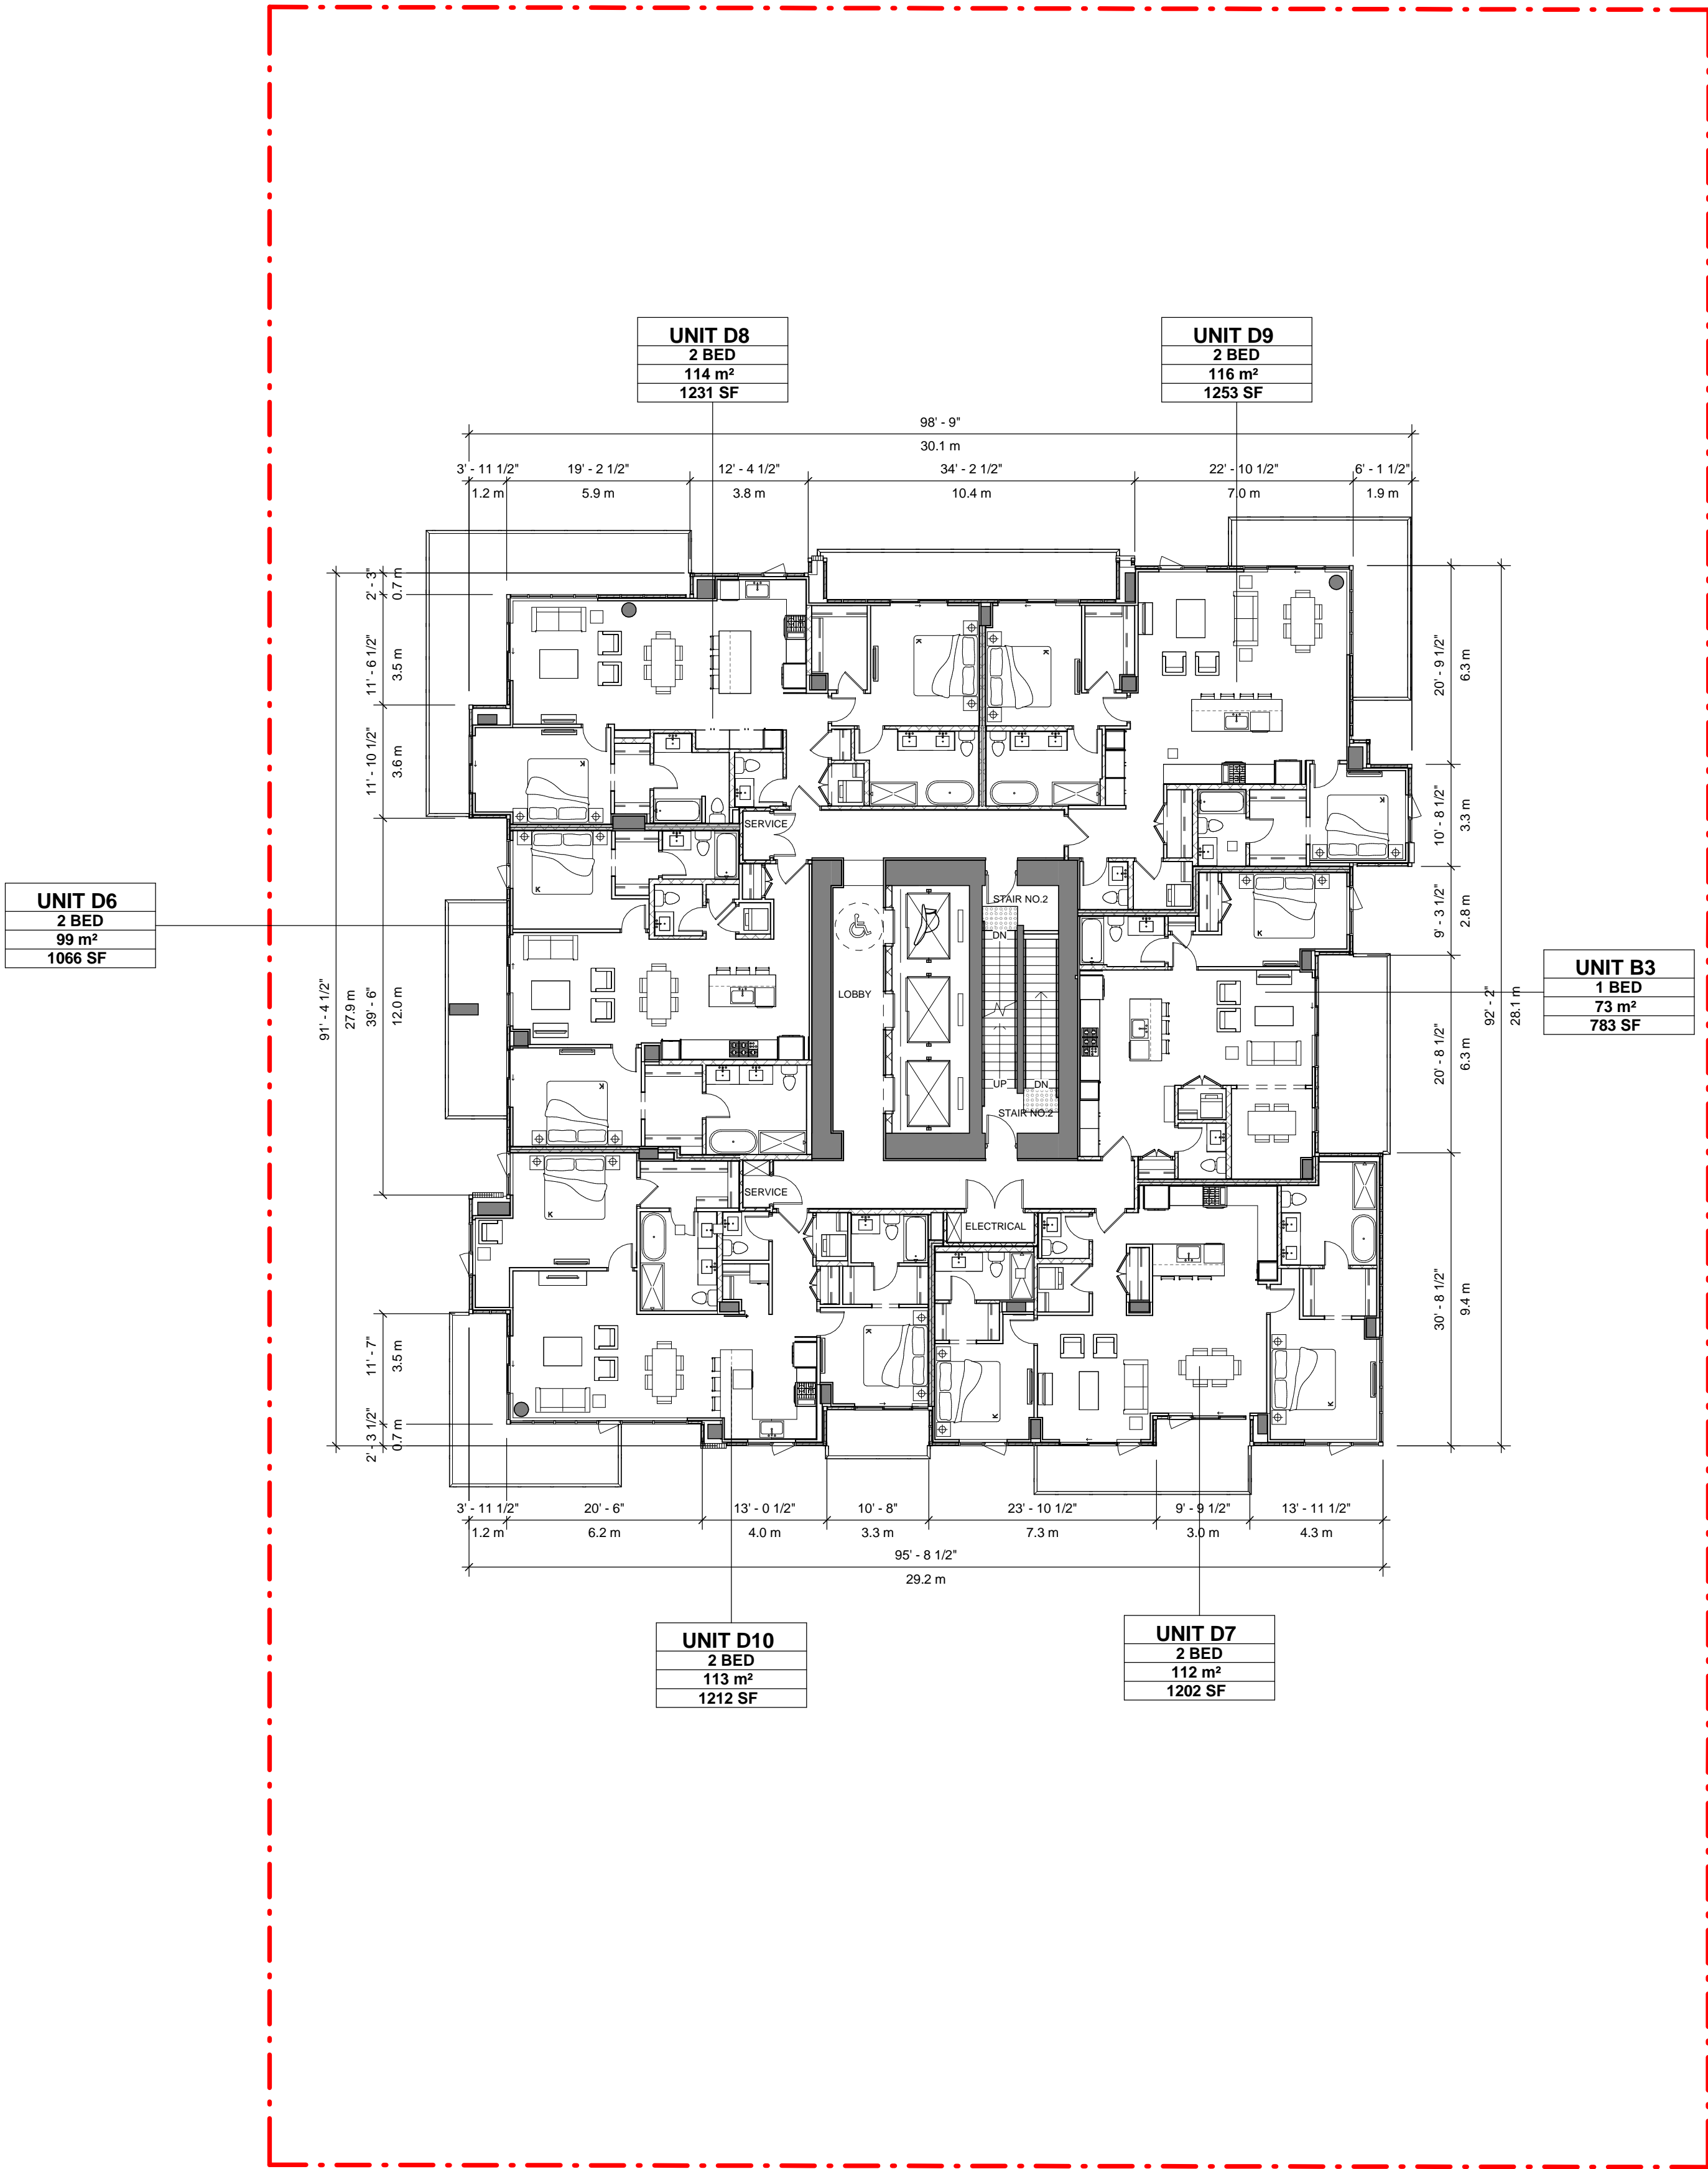 UNIT D8
2 BED
114 m²
1231 SF
UNIT D9
2 BED
116 m²
1253 SF
98' - 9"
30.1 m
3' - 11 1/2"
19' - 2 1/2"
12' - 4 1/2"
34' - 2 1/2"
22' - 10 1/2"
6' - 1 1/2"
1.2 m
5.9 m
3.8 m
10.4 m
7.0 m
1.9 m
2' - 3"
0.7 m
11' - 6 1/2"
3.5 m
11' - 10 1/2"
3.6 m
39' - 6"
12.0 m
91' - 4 1/2"
27.9 m
11' - 7"
3.5 m
2' - 3 1/2"
0.7 m
20' - 9 1/2"
6.3 m
10' - 8 1/2"
3.3 m
9' - 3 1/2"
2.8 m
20' - 8 1/2"
6.3 m
92' - 2"
28.1 m
30' - 8 1/2"
9.4 m
K
K
K
K
SERVICE
K
K
UNIT D6
2 BED
99 m²
1066 SF
STAIR NO.2
DN
LOBBY
UNIT B3
1 BED
73 m²
783 SF
K
UP
DN
STAIR NO.2
K
SERVICE
ELECTRICAL
K
K
K
3' - 11 1/2"
20' - 6"
13' - 0 1/2"
10' - 8"
23' - 10 1/2"
9' - 9 1/2"
13' - 11 1/2"
1.2 m
6.2 m
4.0 m
3.3 m
7.3 m
3.0 m
4.3 m
95' - 8 1/2"
29.2 m
UNIT D10
2 BED
113 m²
1212 SF
UNIT D7
2 BED
112 m²
1202 SF